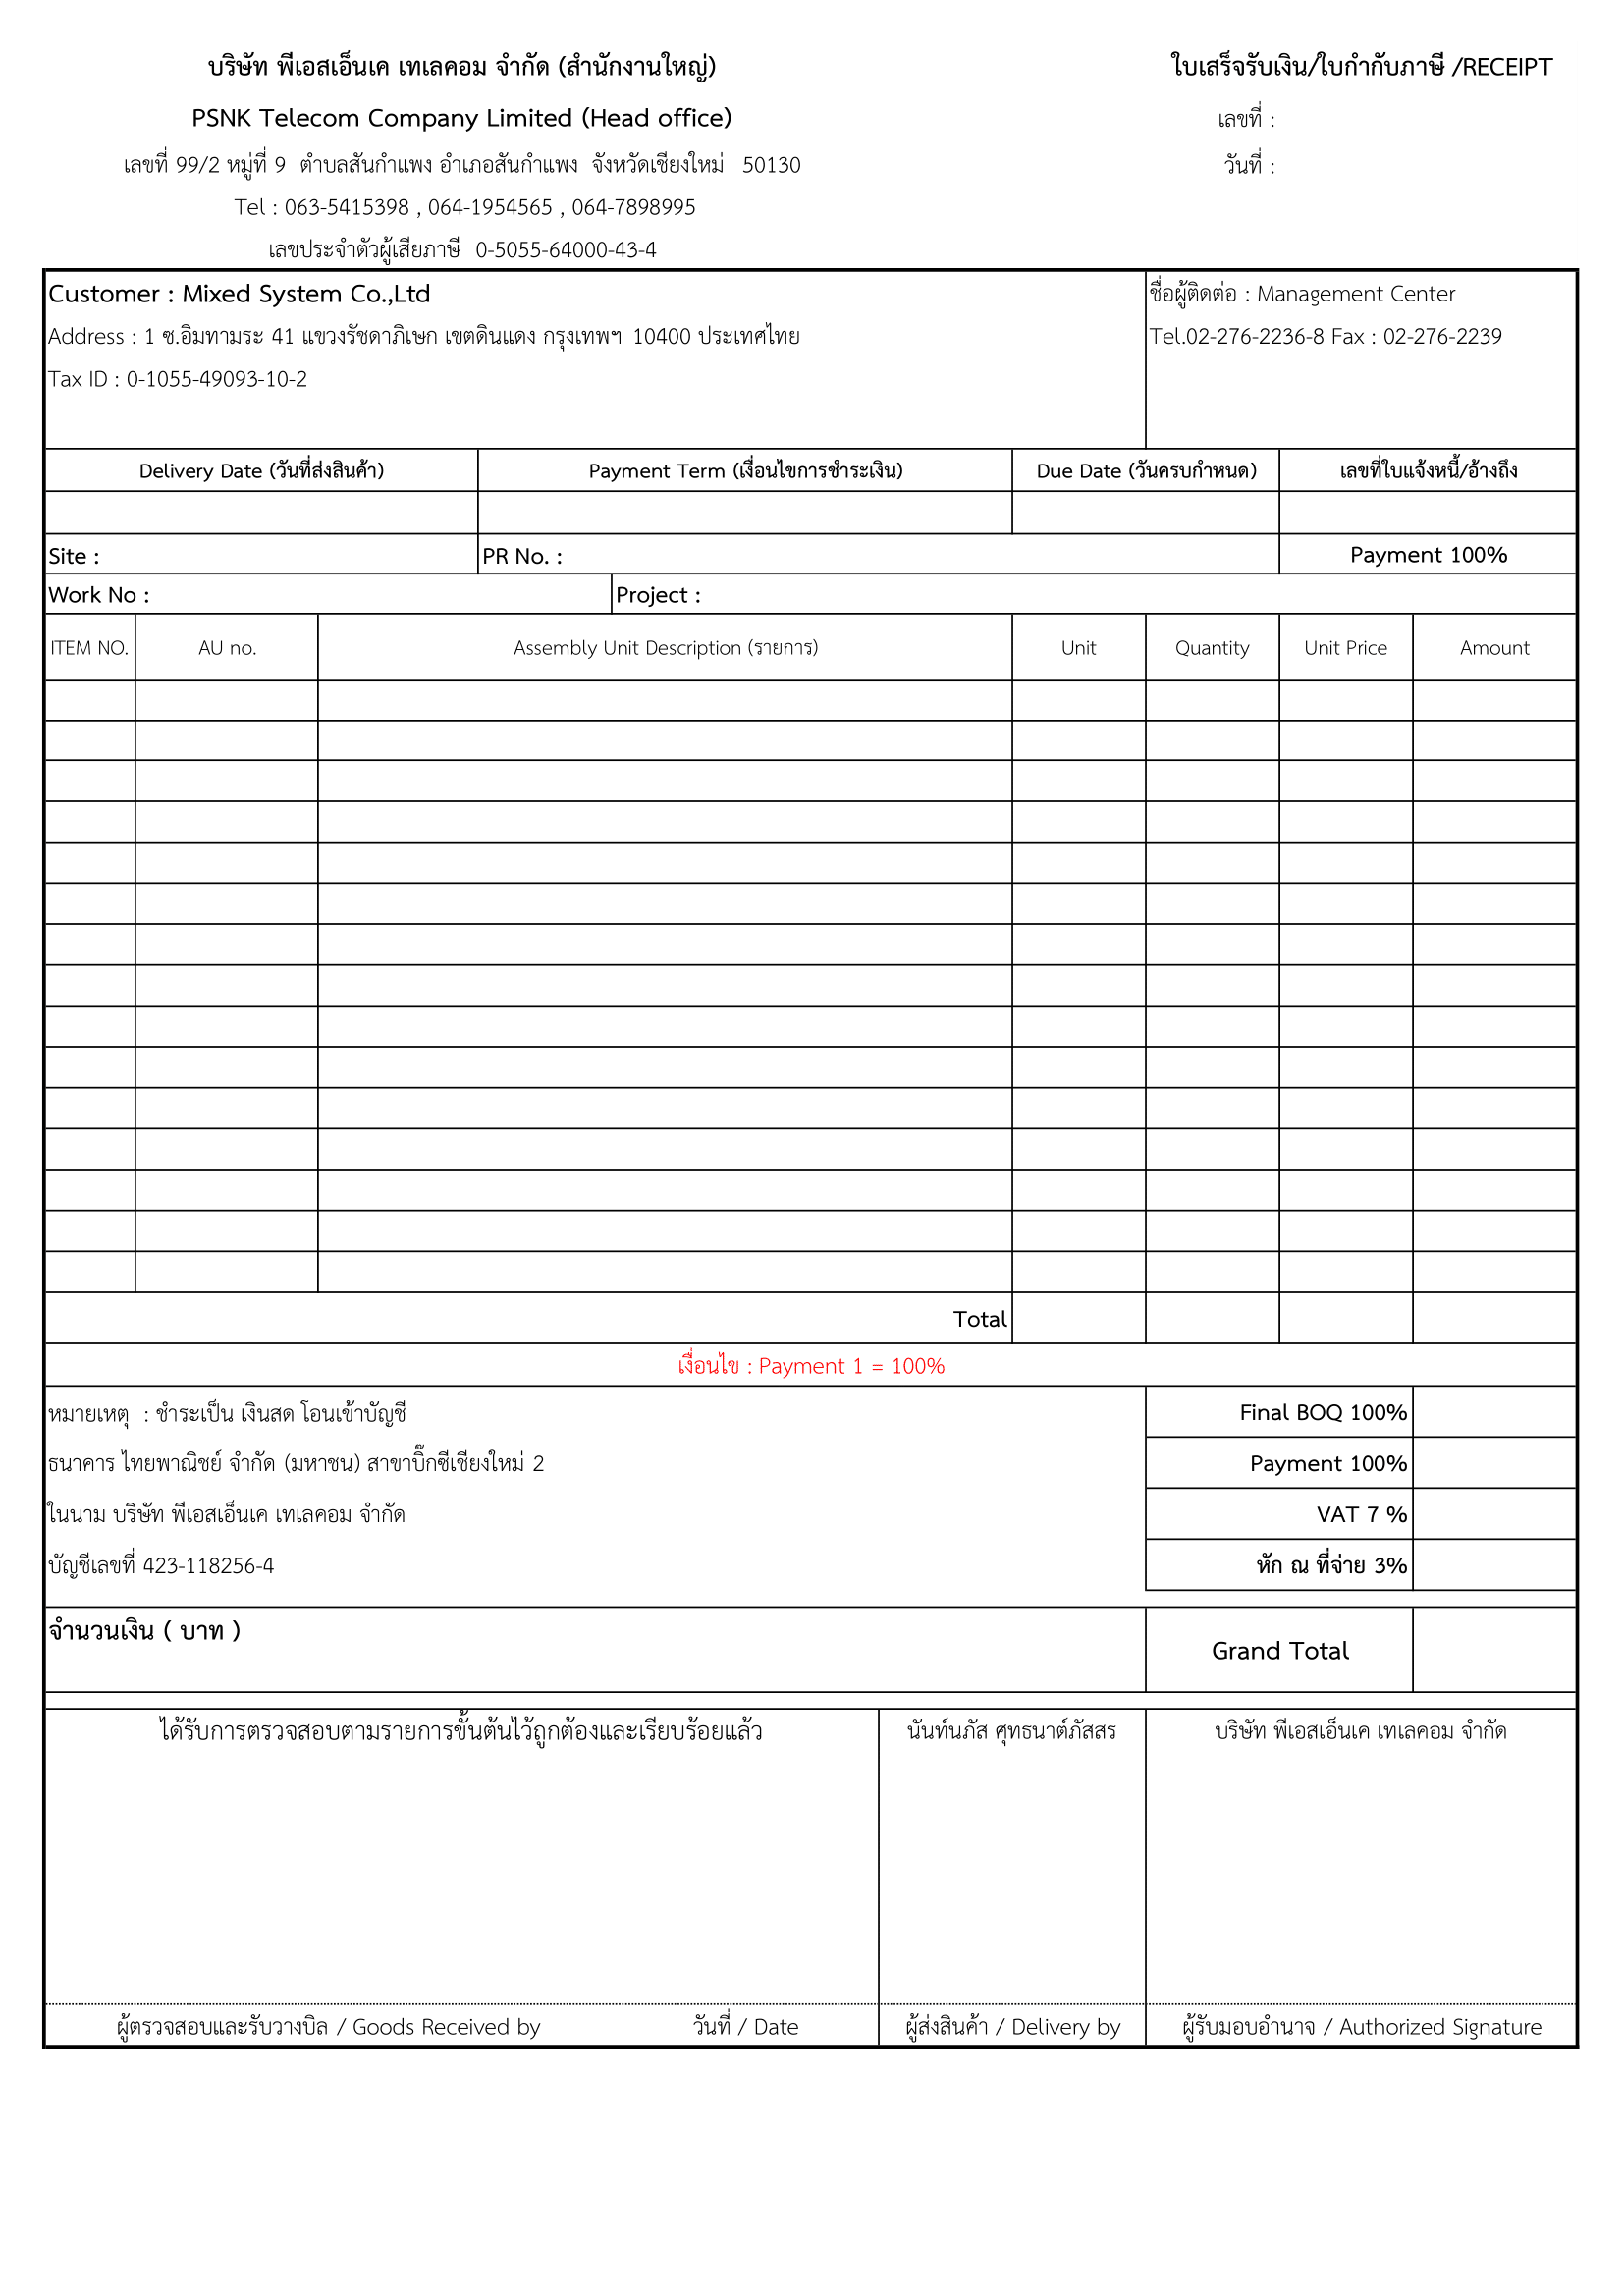 บริษัท พีเอสเอ็นเค เทเลคอม จำกัด (สำนักงานใหญ่)
ใบเสร็จรับเงิน/ใบกำกับภาษี /RECEIPT
PSNK Telecom Company Limited (Head office)
เลขที่ :
เลขที่ 99/2 หมู่ที่ 9 ตำบลสันกำแพง อำเภอสันกำแพง จังหวัดเชียงใหม่ 50130
วันที่ :
Tel : 063-5415398 , 064-1954565 , 064-7898995
เลขประจำตัวผู้เสียภาษี 0-5055-64000-43-4
Customer : Mixed System Co.,Ltd
ชื่อผู้ติดต่อ : Management Center
Address : 1 ซ.อิมทามระ 41 แขวงรัชดาภิเษก เขตดินแดง กรุงเทพฯ 10400 ประเทศไทย
Tel.02-276-2236-8 Fax : 02-276-2239
Tax ID : 0-1055-49093-10-2
Delivery Date (วันที่ส่งสินค้า) Payment Term (เงื่อนไขการชำระเงิน) Due Date (วันครบกำหนด) เลขที่ใบแจ้งหนี้/อ้างถึง
Site : PR No. : Payment 100%
Work No : Project :
ITEM NO. AU no. Assembly Unit Description (รายการ) Unit Quantity Unit Price Amount
Total
เงื่อนไข : Payment 1 = 100%
หมายเหตุ : ชำระเป็น เงินสด โอนเข้าบัญชี
Final BOQ 100%
ธนาคาร ไทยพาณิชย์ จำกัด (มหาชน) สาขาบิ๊กซีเชียงใหม่ 2
Payment 100%
ในนาม บริษัท พีเอสเอ็นเค เทเลคอม จำกัด
VAT 7 %
บัญชีเลขที่ 423-118256-4
หัก ณ ที่จ่าย 3%
จำนวนเงิน ( บาท )
Grand Total
ได้รับการตรวจสอบตามรายการขั้นต้นไว้ถูกต้องและเรียบร้อยแล้ว นันท์นภัส ศุทธนาต์ภัสสร บริษัท พีเอสเอ็นเค เทเลคอม จำกัด
ผู้ตรวจสอบและรับวางบิล / Goods Received by วันที่ / Date ผู้ส่งสินค้า / Delivery by ผู้รับมอบอำนาจ / Authorized Signature